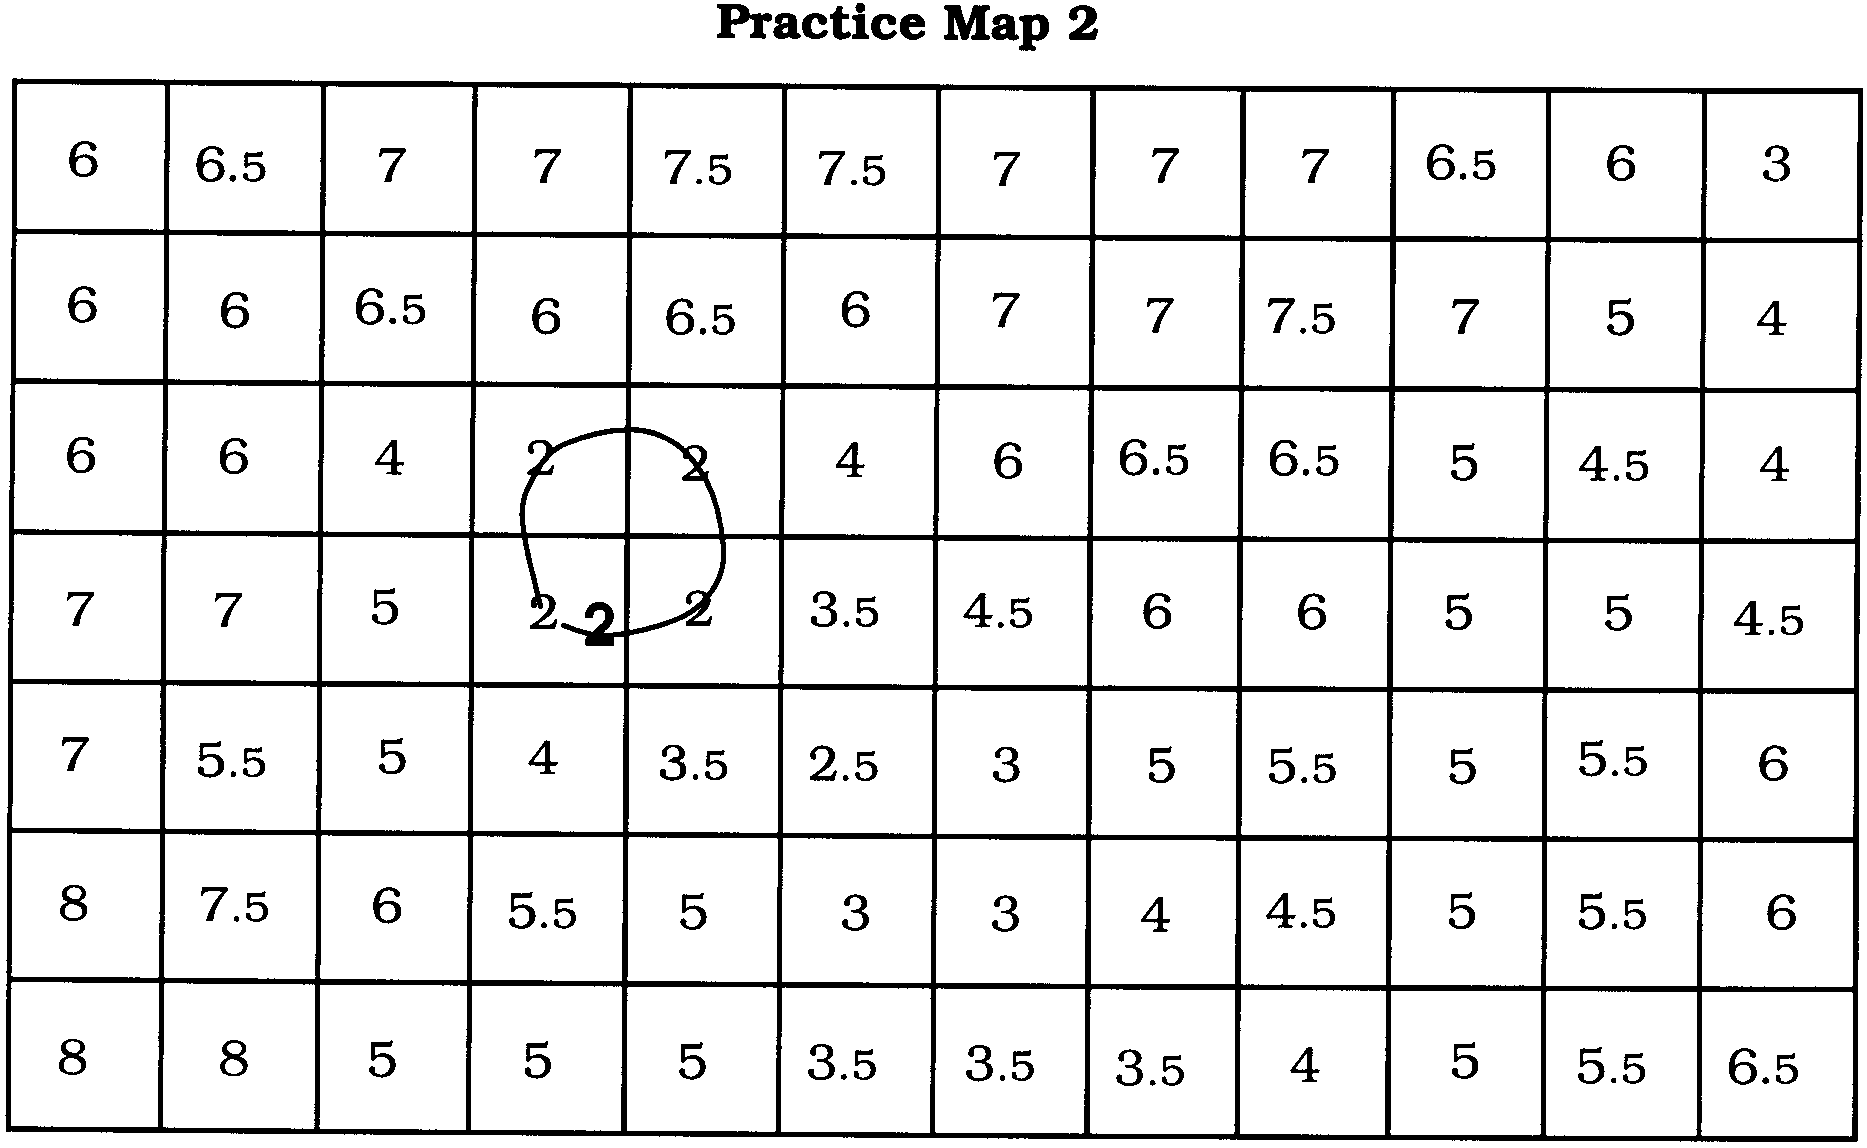 Practice Map 2
6 6.5 7 7 7.5 7.5 7 7 7 6.5 6 3
6 6 6.5 6 6.5 6 7 7 7.5 7 5 4
6 6 4 2 2 4 6 6.5 6.5 5 4.5 4
7 7 5 2 2 2 3.5 4.5 6 6 5 5 4.5
7 5.5 5 4 3.5 2.5 3 5 5.5 5 5.5 6
8 7.5 6 5.5 5 3 3 4 4.5 5 5.5 6
8 8 5 5 5 3.5 3.5 3.5 4 5 5.5 6.5